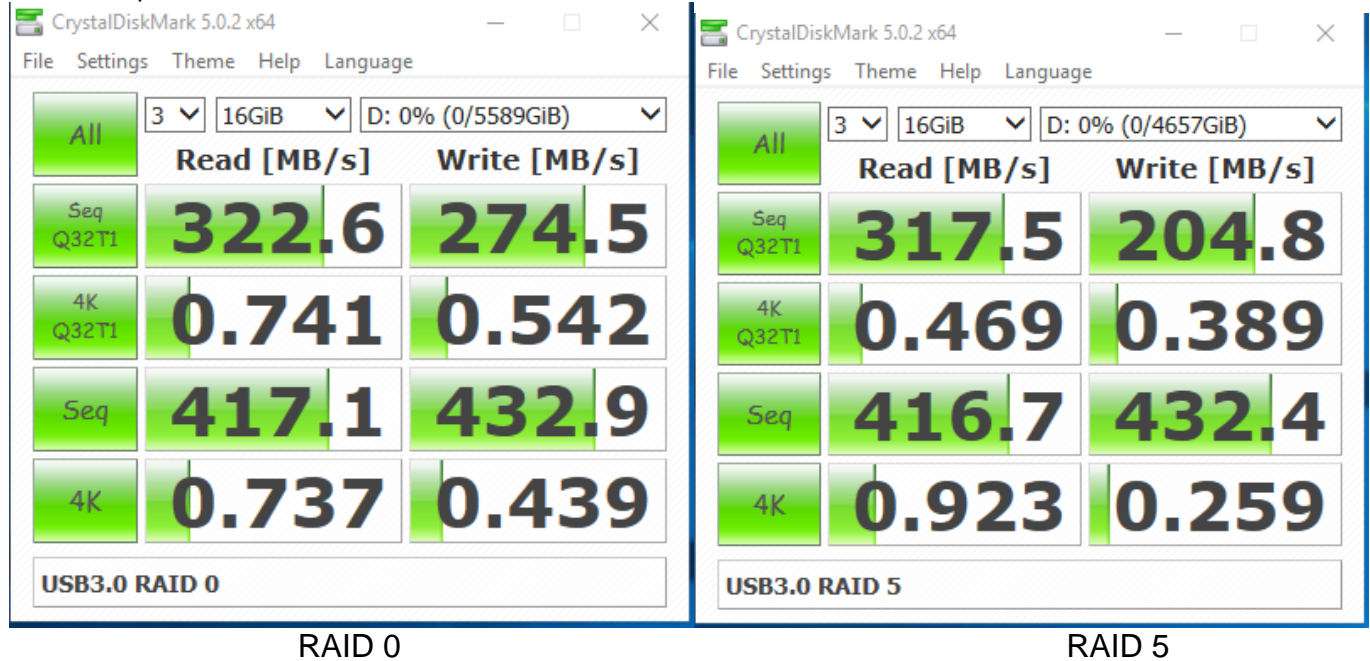 CrystalDiskMark 5.0.2 x64
File Settings Theme Help Language
All
3 16GiB D: 0% (0/5589GiB)
Read [MB/s] Write [MB/s]
Seq Q32T1
322.6 274.5
4K Q32T1
0.741 0.542
Seq
417.1 432.9
4K
0.737 0.439
USB3.0 RAID 0
RAID 0
CrystalDiskMark 5.0.2 x64
File Settings Theme Help Language
All
3 16GiB D: 0% (0/4657GiB)
Read [MB/s] Write [MB/s]
Seq Q32T1
317.5 204.8
4K Q32T1
0.469 0.389
Seq
416.7 432.4
4K
0.923 0.259
USB3.0 RAID 5
RAID 5